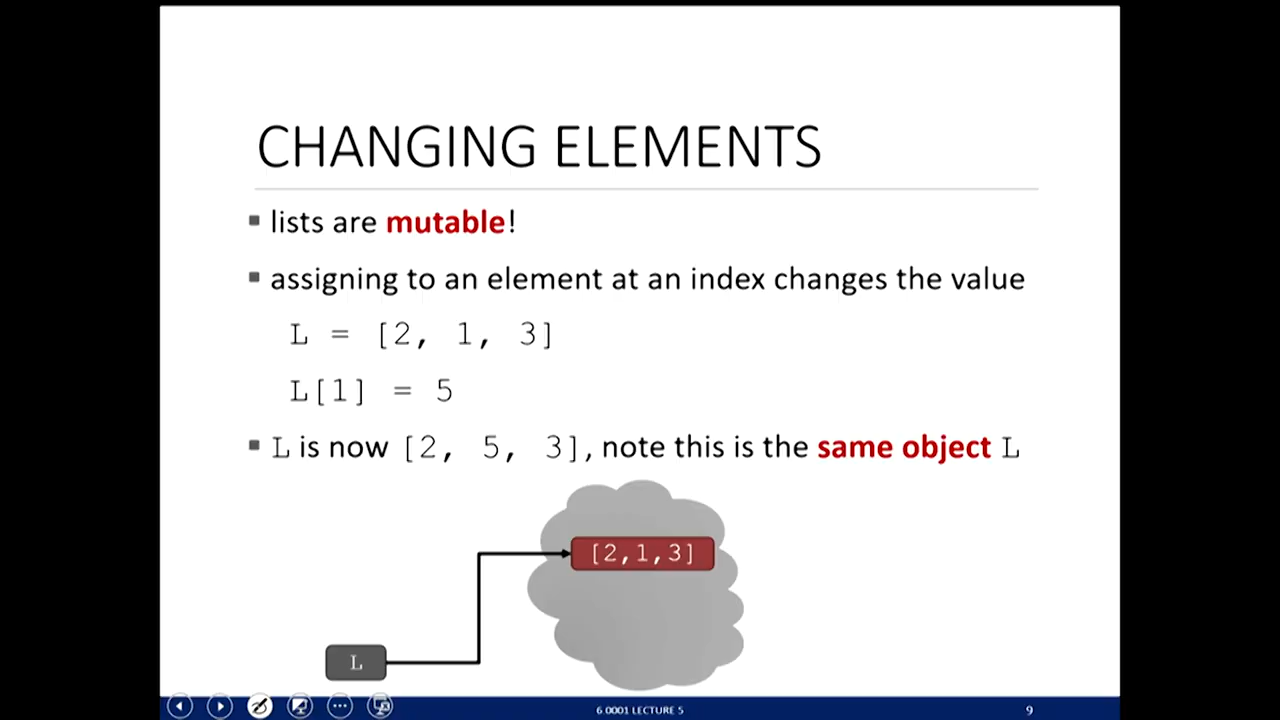 CHANGING ELEMENTS
lists are mutable!
assigning to an element at an index changes the value
L = [2, 1, 3]
L[1] = 5
L is now [2, 5, 3], note this is the same object L
[2,1,3]
L
6.0001 LECTURE 5
9